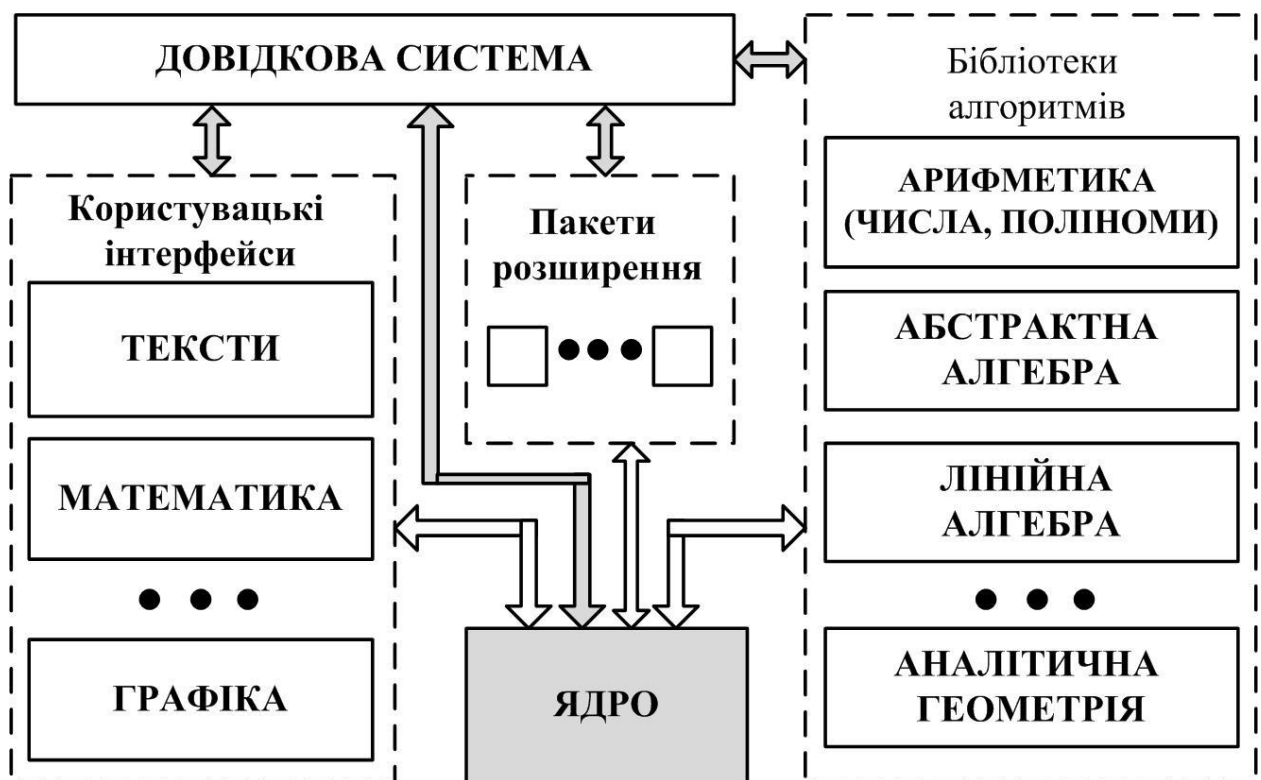 ДОВІДКОВА СИСТЕМА
Користувацькі
інтерфейси
ТЕКСТИ
МАТЕМАТИКА
ГРАФІКА
Пакети
розширення
ЯДРО
Бібліотеки
алгоритмів
АРИФМЕТИКА
(ЧИСЛА, ПОЛІНОМИ)
АБСТРАКТНА
АЛГЕБРА
ЛІНІЙНА
АЛГЕБРА
АНАЛІТИЧНА
ГЕОМЕТРІЯ